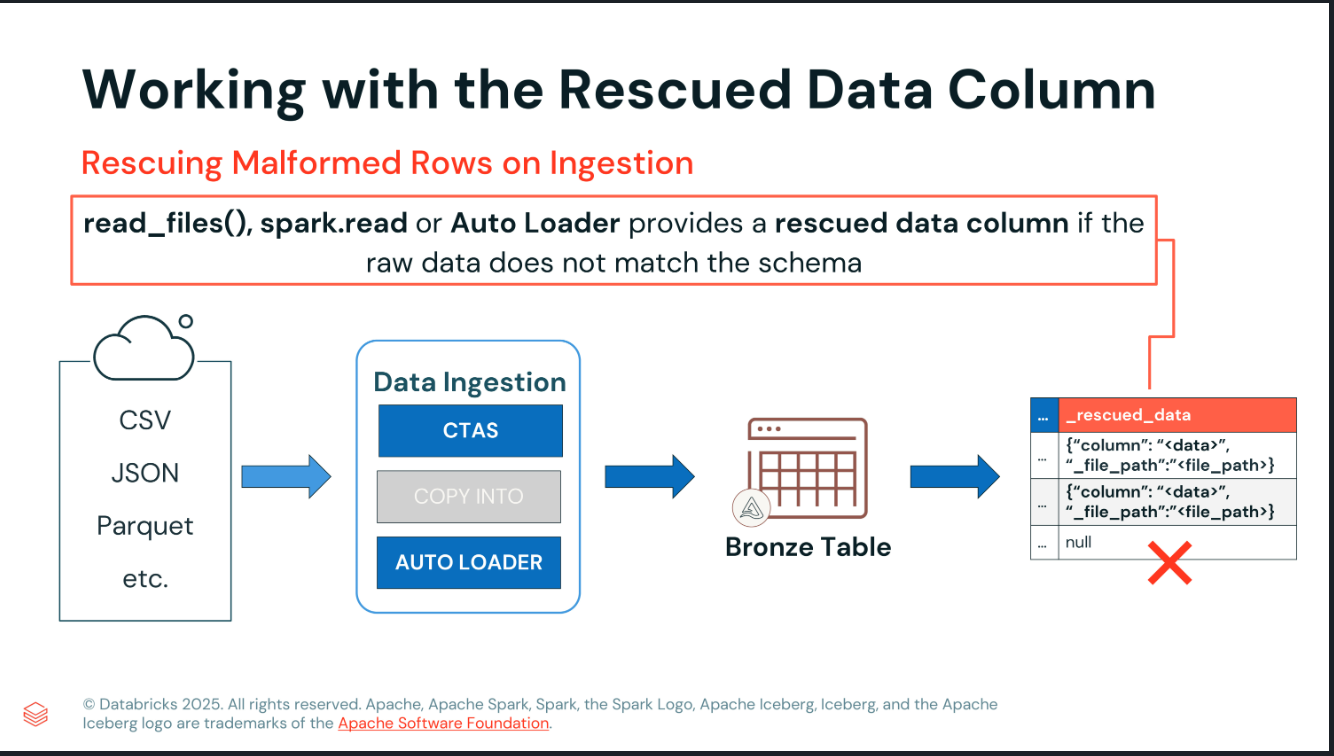 Working with the Rescued Data Column
Rescuing Malformed Rows on Ingestion
read_files(), spark.read or Auto Loader provides a rescued data column if the
raw data does not match the schema
CSV
JSON
Parquet
etc.
Data Ingestion
CTAS
COPY INTO
AUTO LOADER
Bronze Table
... _rescued_data
... {“column”: “<data>”,
“_file_path”:”<file_path>}
... {“column”: “<data>”,
“_file_path”:”<file_path>}
... null
© Databricks 2025. All rights reserved. Apache, Apache Spark, Spark, the Spark Logo, Apache Iceberg, Iceberg, and the Apache
Iceberg logo are trademarks of the Apache Software Foundation.